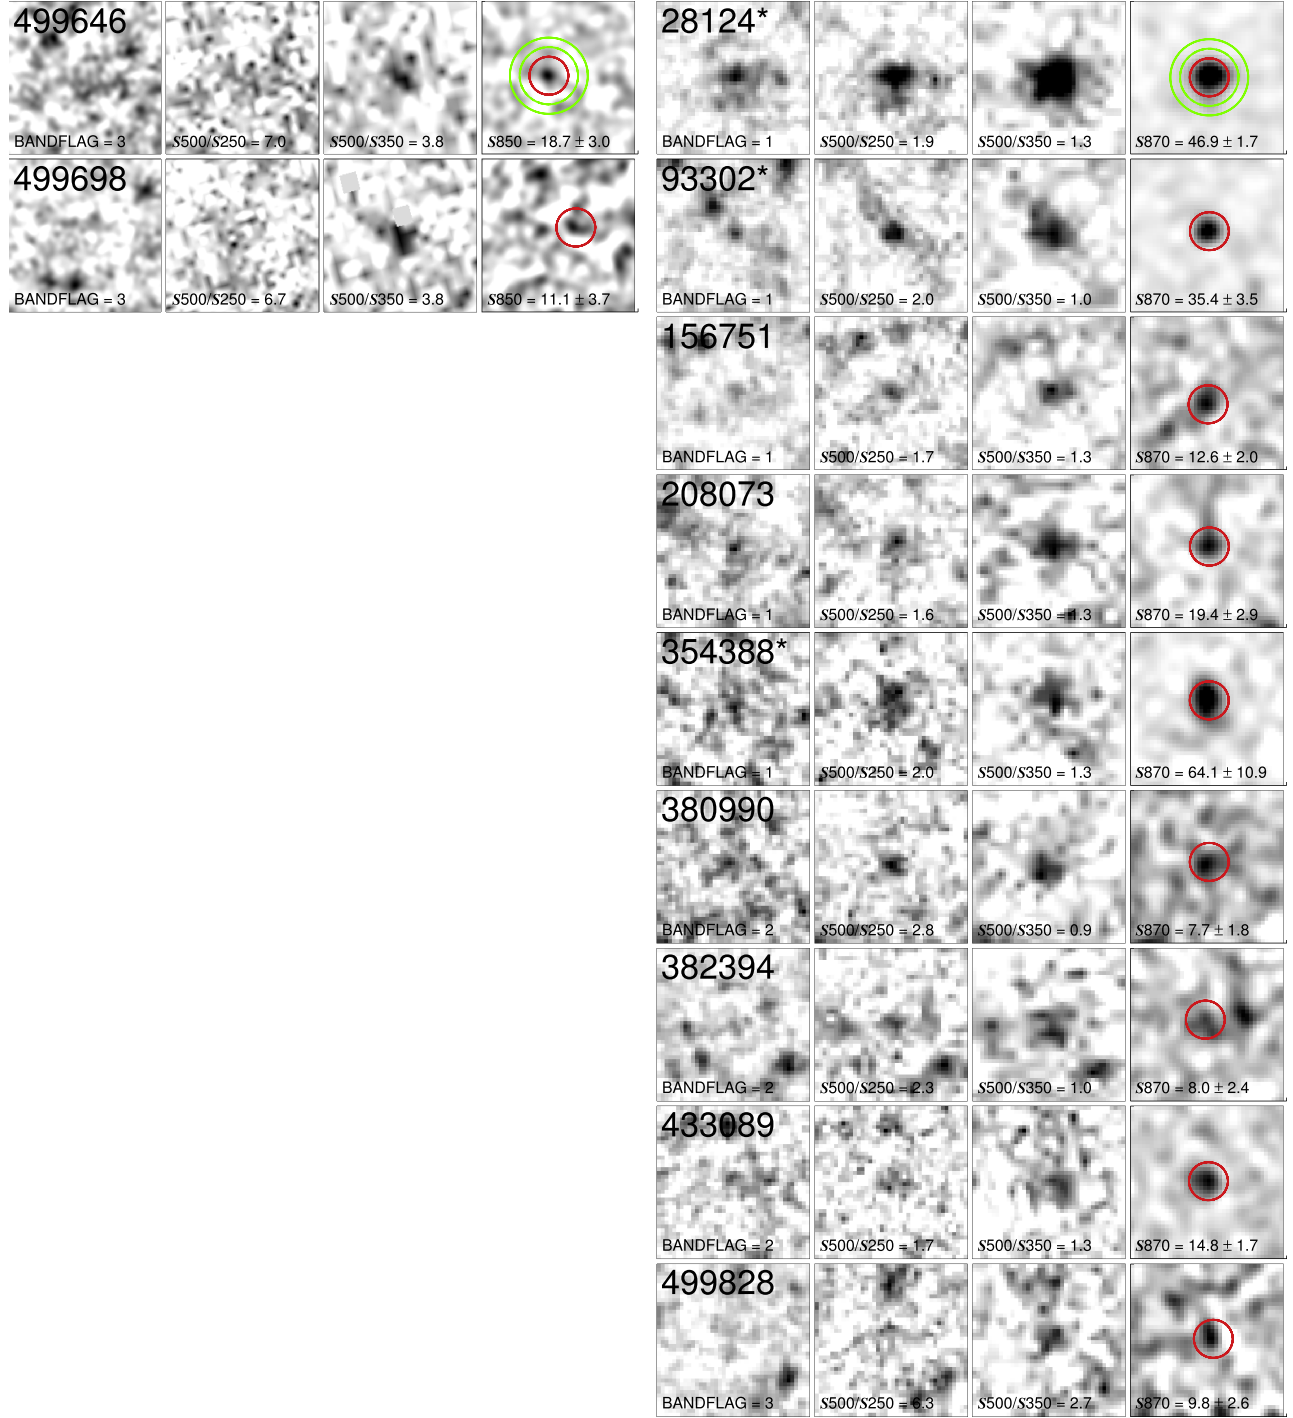 499646
BANDFLAG = 3
S500/S250 = 7.0
S500/S350 = 3.8
S850 = 18.7 ± 3.0
499698
BANDFLAG = 3
S500/S250 = 6.7
S500/S350 = 3.8
S850 = 11.1 ± 3.7
28124*
BANDFLAG = 1
S500/S250 = 1.9
S500/S350 = 1.3
S870 = 46.9 ± 1.7
93302*
BANDFLAG = 1
S500/S250 = 2.0
S500/S350 = 1.0
S870 = 35.4 ± 3.5
156751
BANDFLAG = 1
S500/S250 = 1.7
S500/S350 = 1.3
S870 = 12.6 ± 2.0
208073
BANDFLAG = 1
S500/S250 = 1.6
S500/S350 = 1.3
S870 = 19.4 ± 2.9
354388*
BANDFLAG = 1
S500/S250 = 2.0
S500/S350 = 1.3
S870 = 64.1 ± 10.9
380990
BANDFLAG = 2
S500/S250 = 2.8
S500/S350 = 0.9
S870 = 7.7 ± 1.8
382394
BANDFLAG = 2
S500/S250 = 2.3
S500/S350 = 1.0
S870 = 8.0 ± 2.4
433089
BANDFLAG = 2
S500/S250 = 1.7
S500/S350 = 1.3
S870 = 14.8 ± 1.7
499828
BANDFLAG = 3
S500/S250 = 6.3
S500/S350 = 2.7
S870 = 9.8 ± 2.6